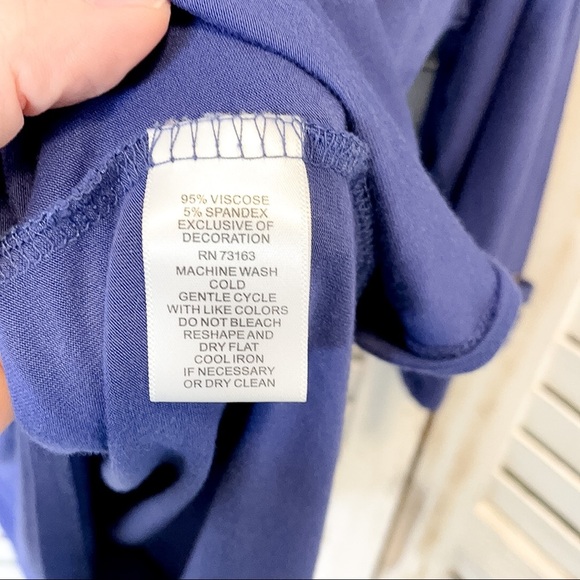 95% VISCOSE
5% SPANDEX
EXCLUSIVE OF
DECORATION
RN 73163
MACHINE WASH
COLD
GENTLE CYCLE
WITH LIKE COLORS
DO NOT BLEACH
RESHAPE AND
DRY FLAT
COOL IRON
IF NECESSARY
OR DRY CLEAN